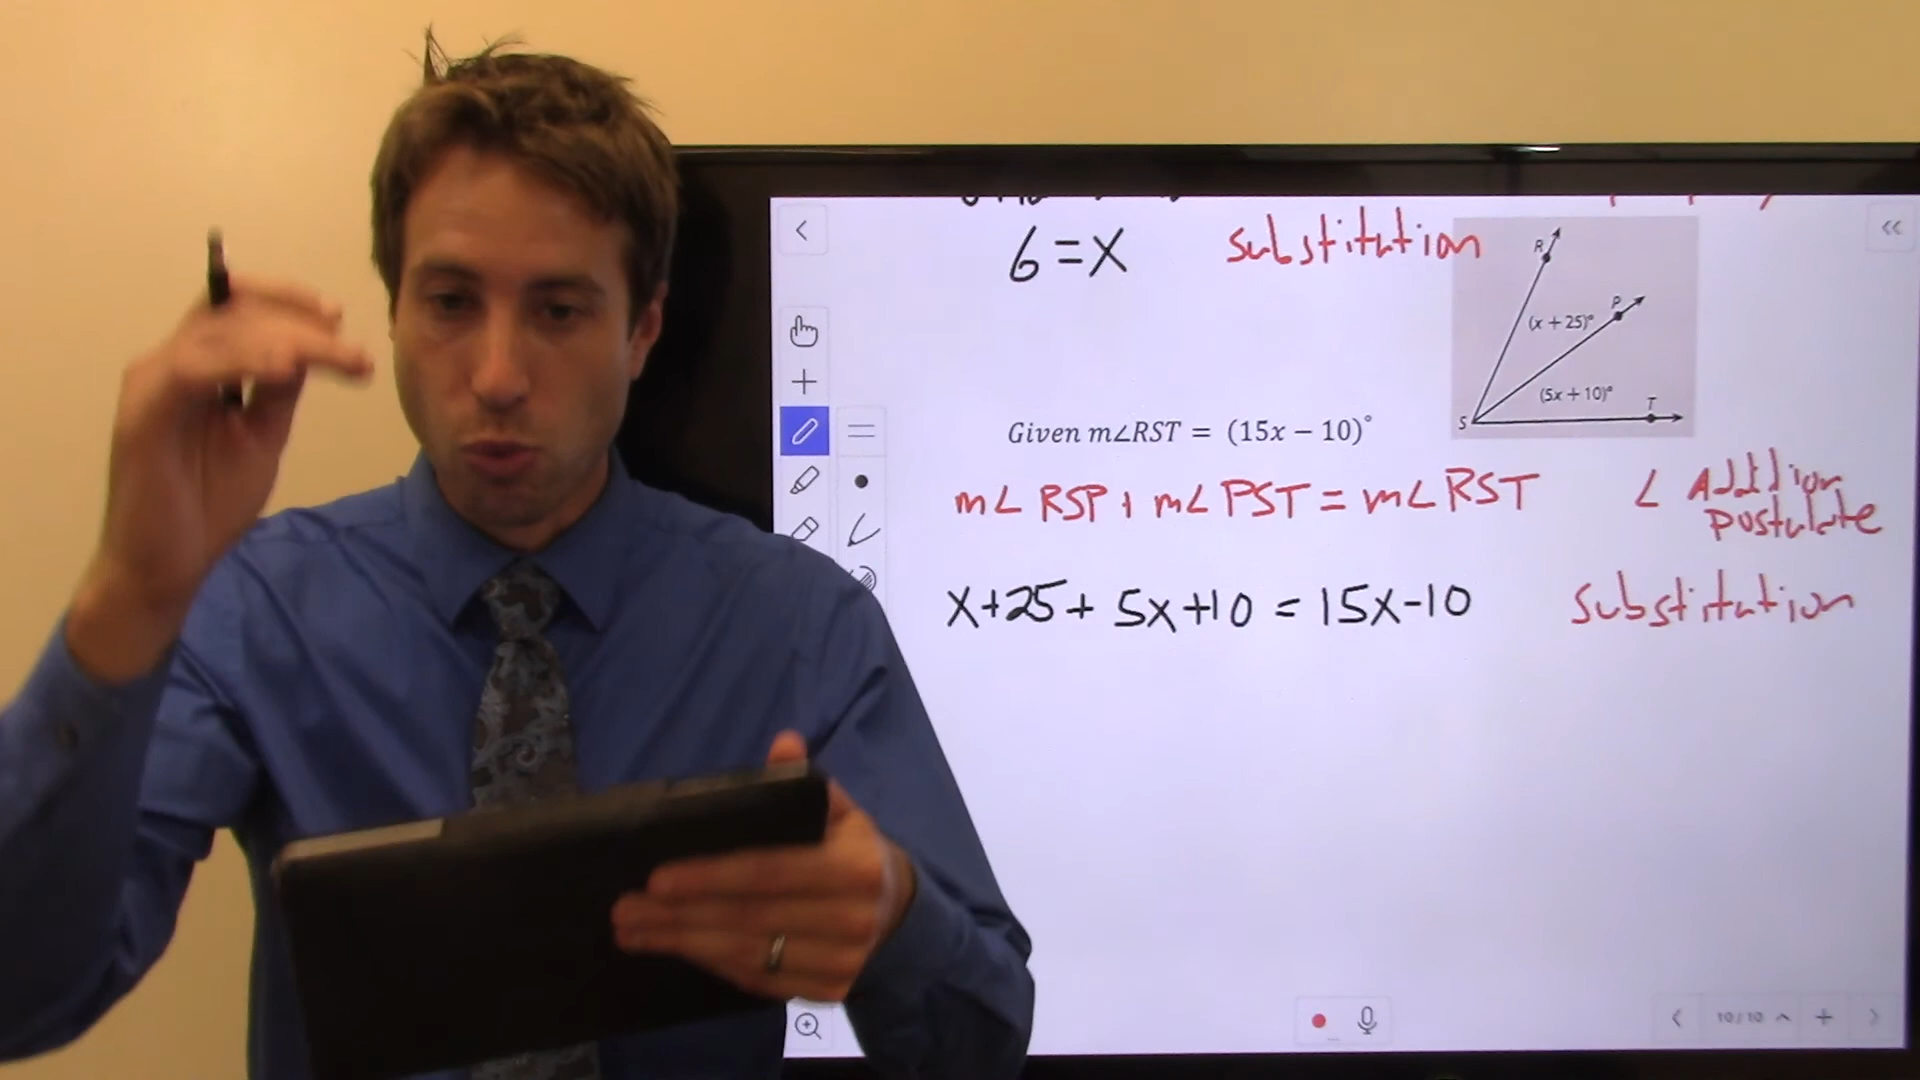 6 = x substitution
R
P
(x + 25)°
(5x + 10)°
S T
Given m∠RST = (15x − 10)°
m∠ RSP + m∠ PST = m∠ RST ∠ Addition
postulate
x+25+ 5x+10 = 15x-10 substitution
10/10